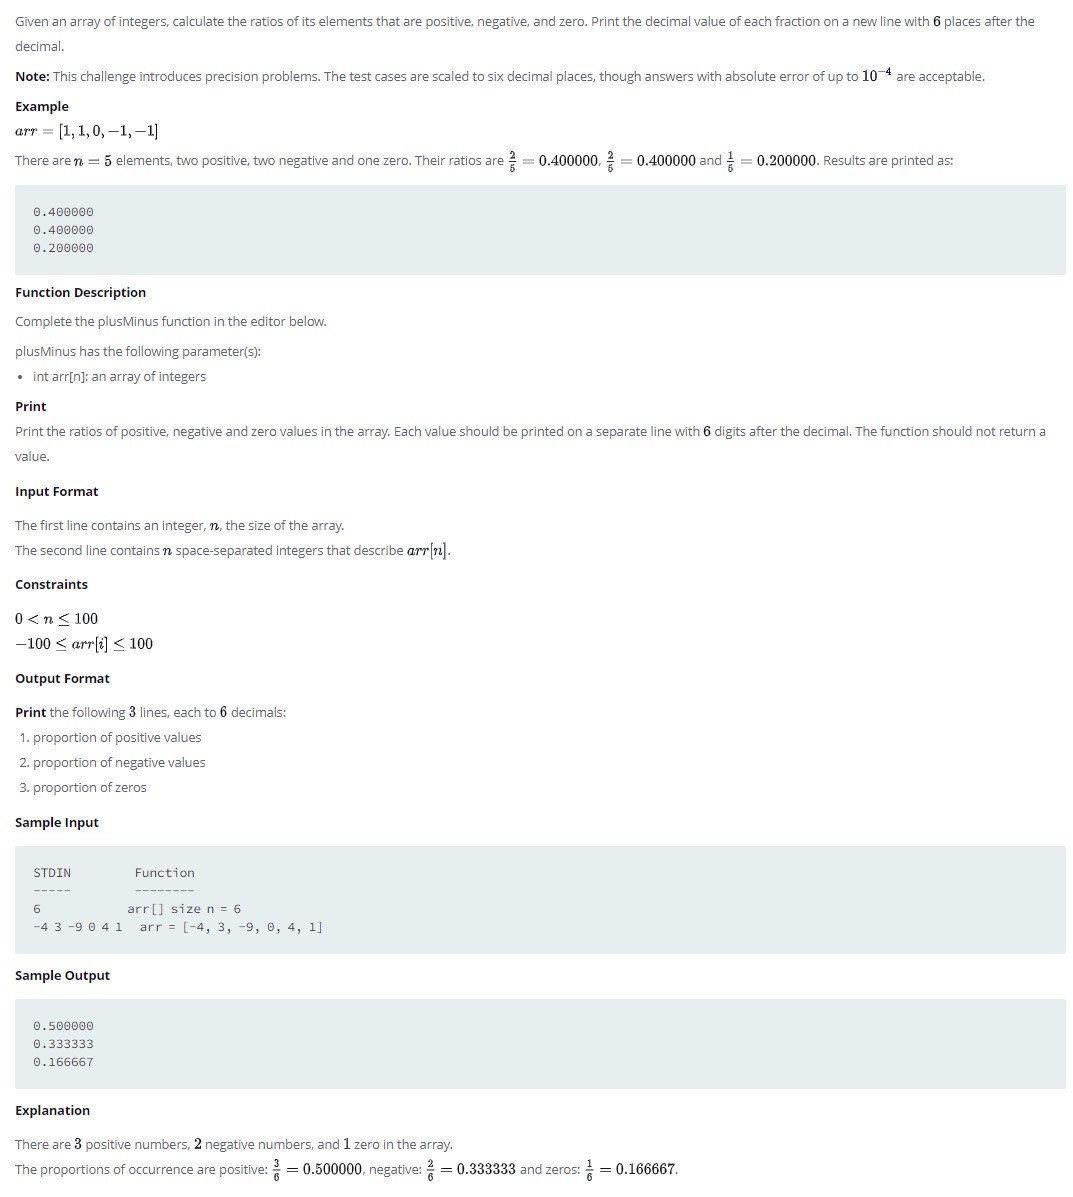 Given an array of integers, calculate the ratios of its elements that are positive, negative, and zero. Print the decimal value of each fraction on a new line with 6 places after the
decimal.
Note: This challenge introduces precision problems. The test cases are scaled to six decimal places, though answers with absolute error of up to 10⁻⁴ are acceptable.
Example
arr = [1, 1, 0, −1, −1]
There are n = 5 elements, two positive, two negative and one zero. Their ratios are 2/5 = 0.400000, 2/5 = 0.400000 and 1/5 = 0.200000. Results are printed as:
0.400000
0.400000
0.200000
Function Description
Complete the plusMinus function in the editor below.
plusMinus has the following parameter(s):
• int arr[n]: an array of integers
Print
Print the ratios of positive, negative and zero values in the array. Each value should be printed on a separate line with 6 digits after the decimal. The function should not return a
value.
Input Format
The first line contains an integer, n, the size of the array.
The second line contains n space-separated integers that describe arr[n].
Constraints
0 < n ≤ 100
−100 ≤ arr[i] ≤ 100
Output Format
Print the following 3 lines, each to 6 decimals:
1. proportion of positive values
2. proportion of negative values
3. proportion of zeros
Sample Input
STDIN Function
----- --------
6 arr[] size n = 6
-4 3 -9 0 4 1 arr = [-4, 3, -9, 0, 4, 1]
Sample Output
0.500000
0.333333
0.166667
Explanation
There are 3 positive numbers, 2 negative numbers, and 1 zero in the array.
The proportions of occurrence are positive: 3/6 = 0.500000, negative: 2/6 = 0.333333 and zeros: 1/6 = 0.166667.